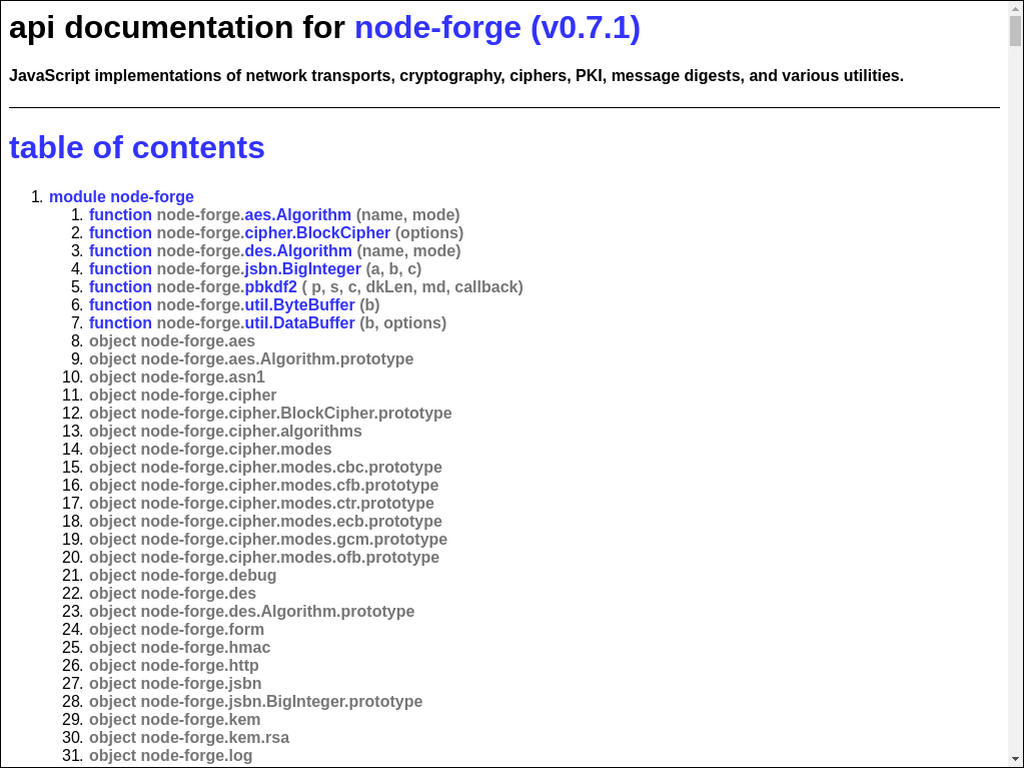 api documentation for node-forge (v0.7.1)
JavaScript implementations of network transports, cryptography, ciphers, PKI, message digests, and various utilities.
table of contents
1. module node-forge
1. function node-forge.aes.Algorithm (name, mode)
2. function node-forge.cipher.BlockCipher (options)
3. function node-forge.des.Algorithm (name, mode)
4. function node-forge.jsbn.BigInteger (a, b, c)
5. function node-forge.pbkdf2 ( p, s, c, dkLen, md, callback)
6. function node-forge.util.ByteBuffer (b)
7. function node-forge.util.DataBuffer (b, options)
8. object node-forge.aes
9. object node-forge.aes.Algorithm.prototype
10. object node-forge.asn1
11. object node-forge.cipher
12. object node-forge.cipher.BlockCipher.prototype
13. object node-forge.cipher.algorithms
14. object node-forge.cipher.modes
15. object node-forge.cipher.modes.cbc.prototype
16. object node-forge.cipher.modes.cfb.prototype
17. object node-forge.cipher.modes.ctr.prototype
18. object node-forge.cipher.modes.ecb.prototype
19. object node-forge.cipher.modes.gcm.prototype
20. object node-forge.cipher.modes.ofb.prototype
21. object node-forge.debug
22. object node-forge.des
23. object node-forge.des.Algorithm.prototype
24. object node-forge.form
25. object node-forge.hmac
26. object node-forge.http
27. object node-forge.jsbn
28. object node-forge.jsbn.BigInteger.prototype
29. object node-forge.kem
30. object node-forge.kem.rsa
31. object node-forge.log